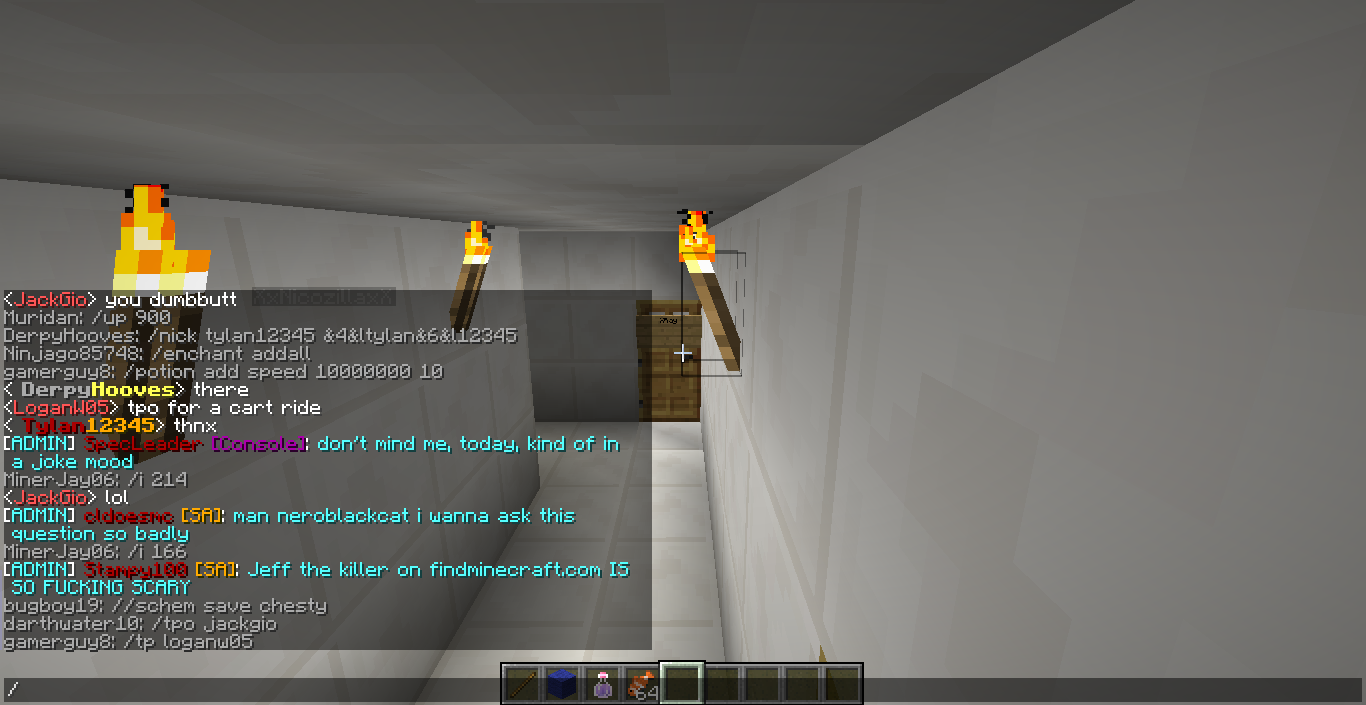 <JackGio> you dumbbutt
XxNicozillaxX
Muridan: /up 900
DerpyHooves: /nick tylan12345 &4&ltylan&6&l12345
Ninjago85748: /enchant addall
gamerguy8: /potion add speed 10000000 10
< DerpyHooves> there
<LoganW05> tpo for a cart ride
< Tylan12345> thnx
[ADMIN] SpecLeader [Console]: don't mind me, today, kind of in
a joke mood
MinerJay06: /i 214
<JackGio> lol
[ADMIN] cldoesmc [SA]: man neroblackcat i wanna ask this
question so badly
MinerJay06: /i 166
[ADMIN] Stampy100 [SA]: Jeff the killer on findminecraft.com IS
SO FUCKING SCARY
bugboy19: //schem save chesty
darthwater10: /tpo jackgio
gamerguy8: /tp loganw05
64
/